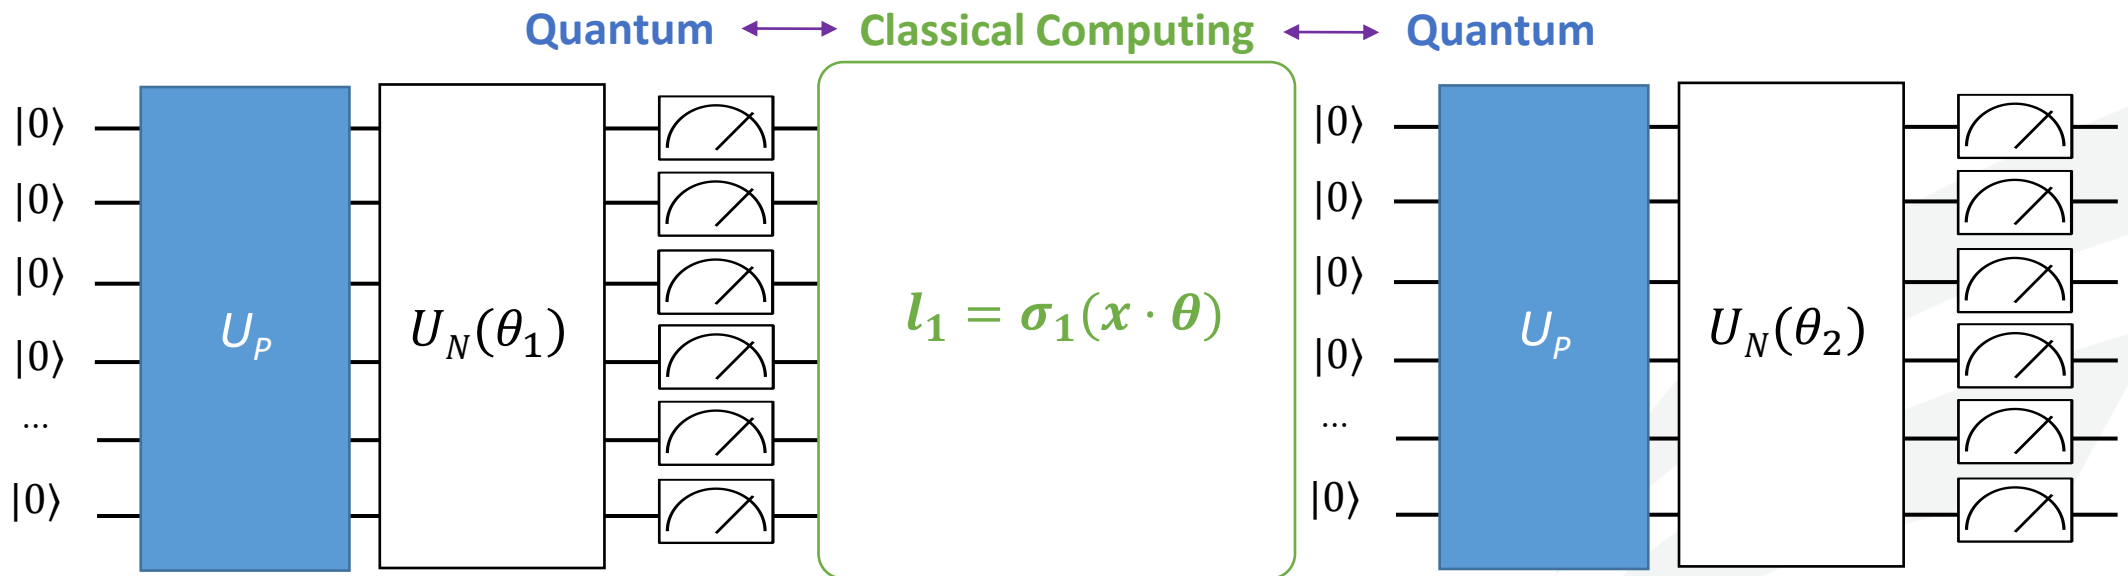 Quantum Classical Computing Quantum
|0⟩
|0⟩
|0⟩
|0⟩
...
|0⟩
U_P
U_N(θ_1)
l_1 = σ_1(x · θ)
|0⟩
|0⟩
|0⟩
|0⟩
...
|0⟩
U_P
U_N(θ_2)